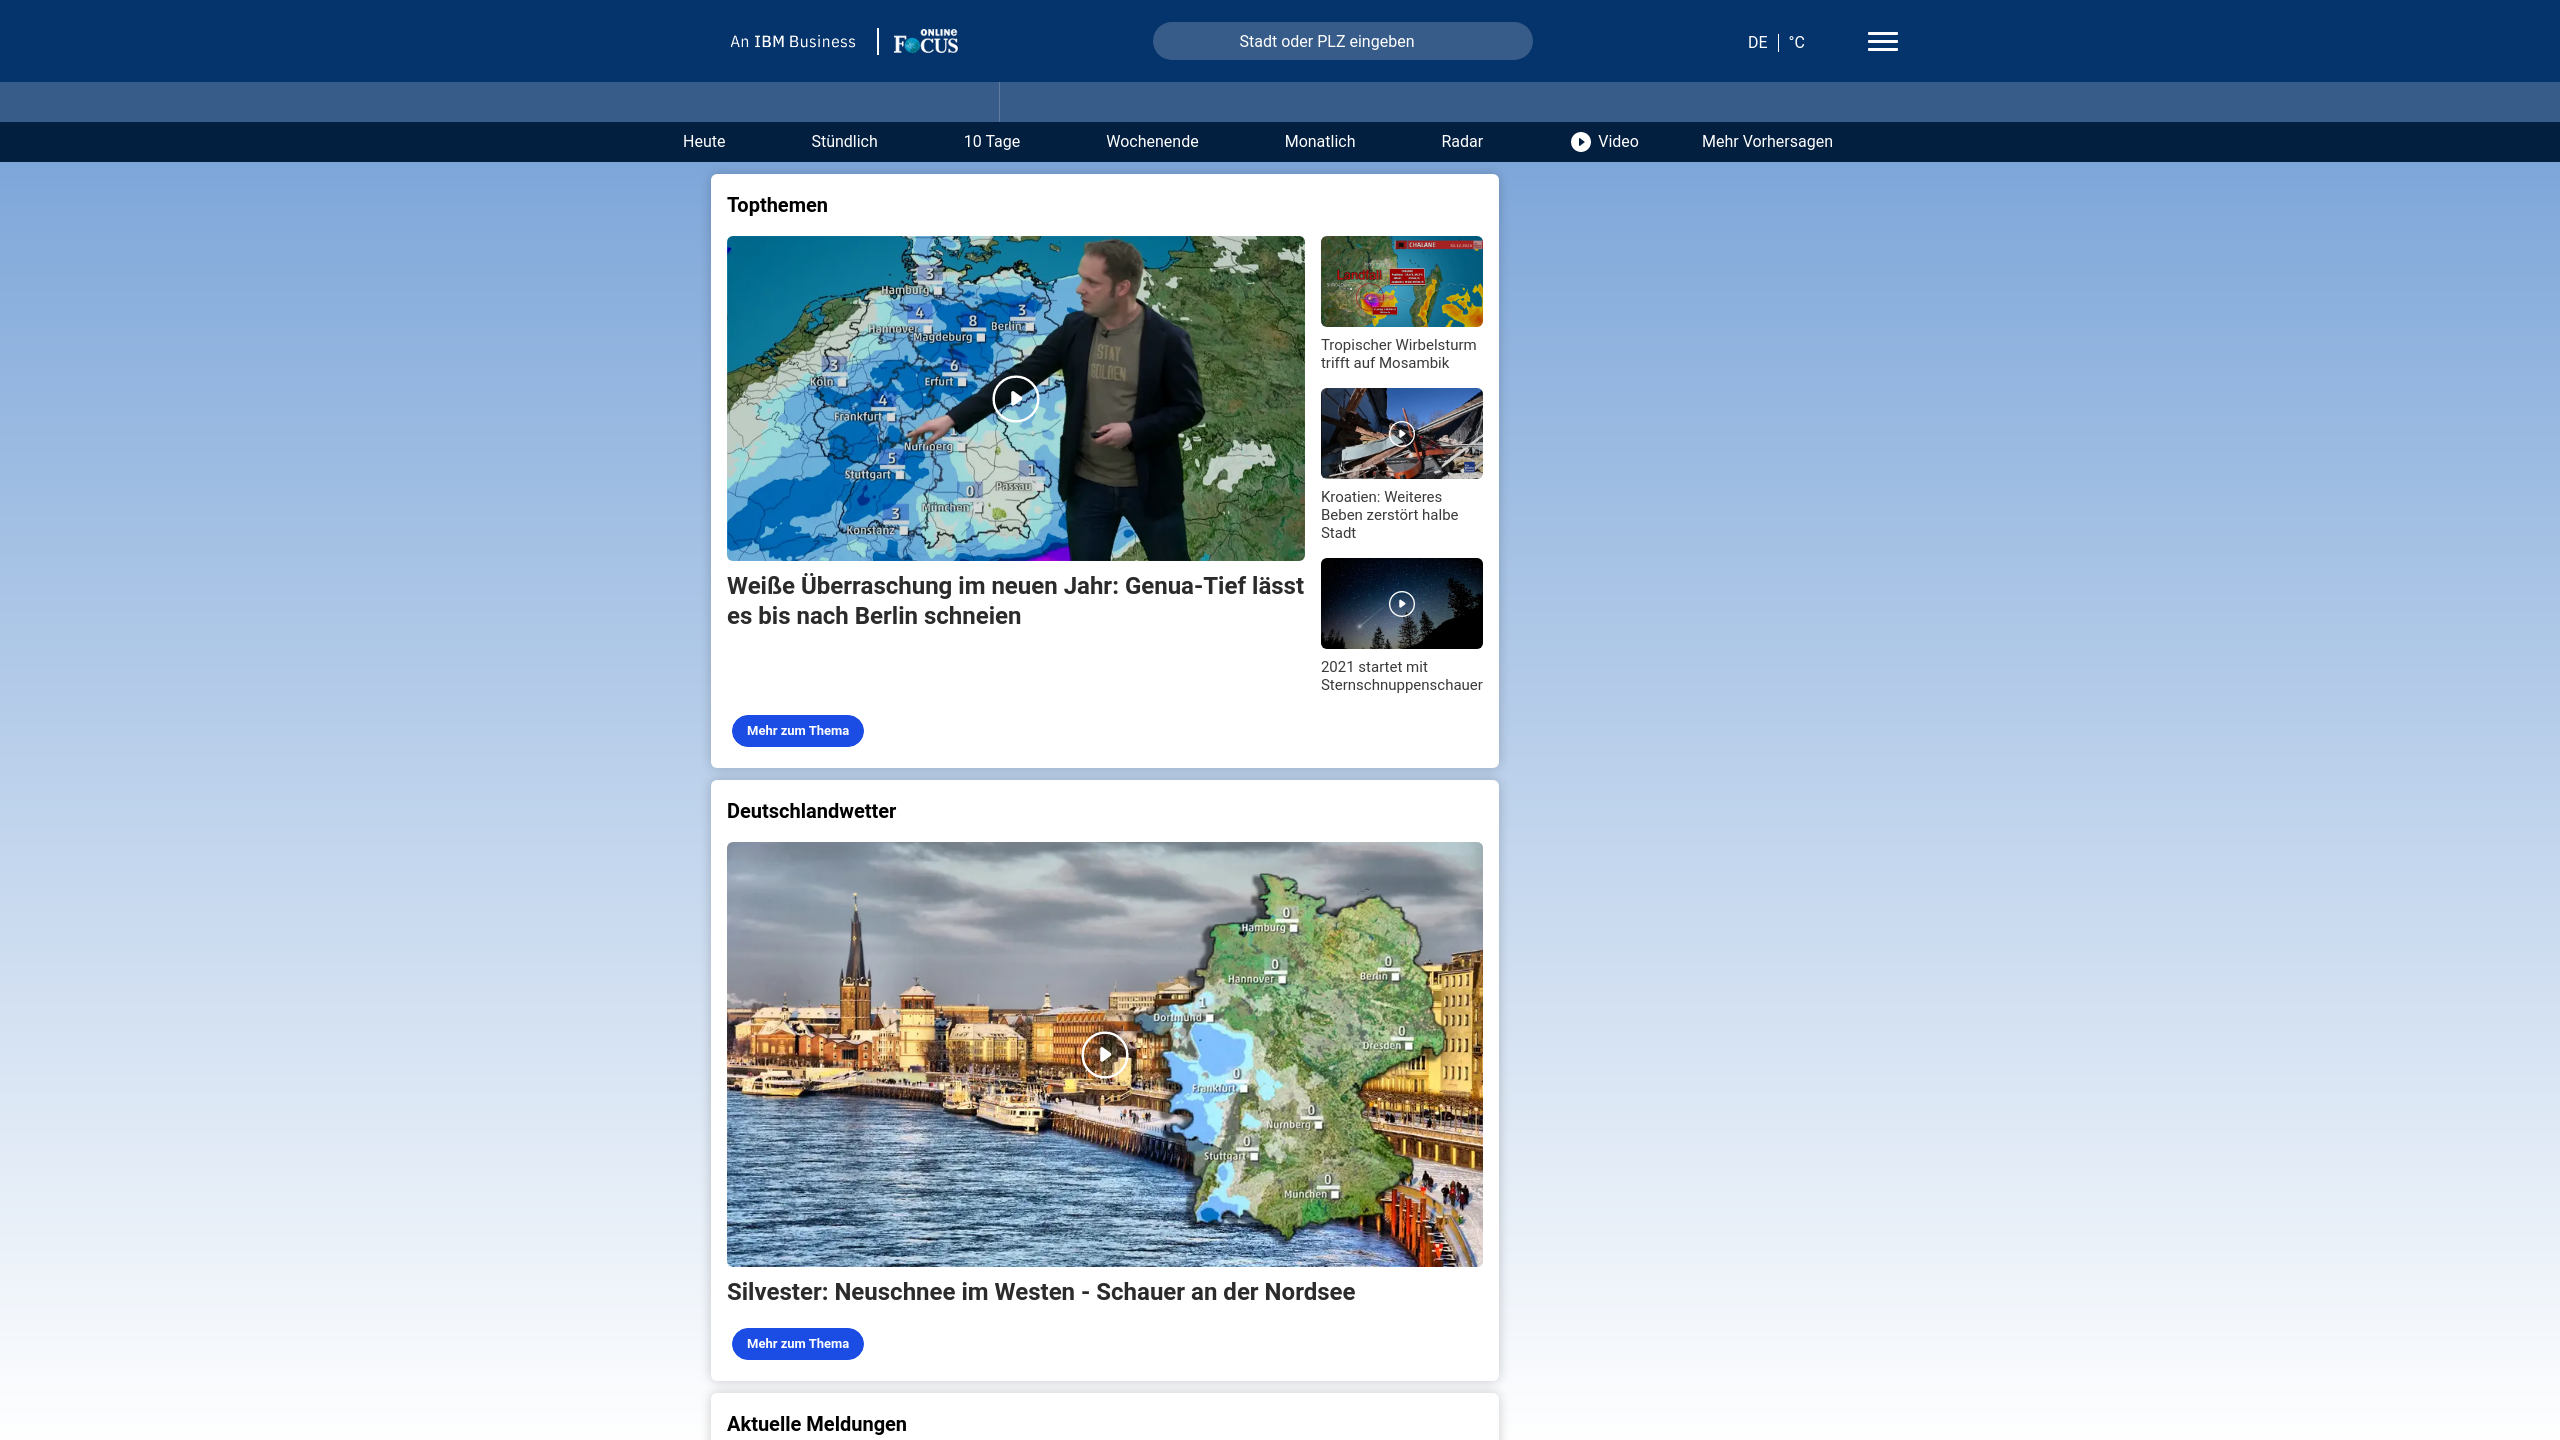 An IBM Business
ONLINE
FOCUS
Stadt oder PLZ eingeben
DE
°C
Heute
Stündlich
10 Tage
Wochenende
Monatlich
Radar
Video
Mehr Vorhersagen
Topthemen
3
Hamburg
4
Hannover
8
Magdeburg
3
Berlin
3
Köln
6
Erfurt
4
Frankfurt
Nürnberg
5
Stuttgart
1
Passau
0
München
3
Konstanz
STAY
GOLDEN
Weiße Überraschung im neuen Jahr: Genua-Tief lässt
es bis nach Berlin schneien
CHALANE
Landfall
Tropischer Wirbelsturm
trifft auf Mosambik
Kroatien: Weiteres
Beben zerstört halbe
Stadt
2021 startet mit
Sternschnuppenschauer
Mehr zum Thema
Deutschlandwetter
0
Hamburg
0
Hannover
0
Berlin
1
Dortmund
0
Dresden
0
Frankfurt
0
Nürnberg
0
Stuttgart
0
München
Silvester: Neuschnee im Westen - Schauer an der Nordsee
Mehr zum Thema
Aktuelle Meldungen